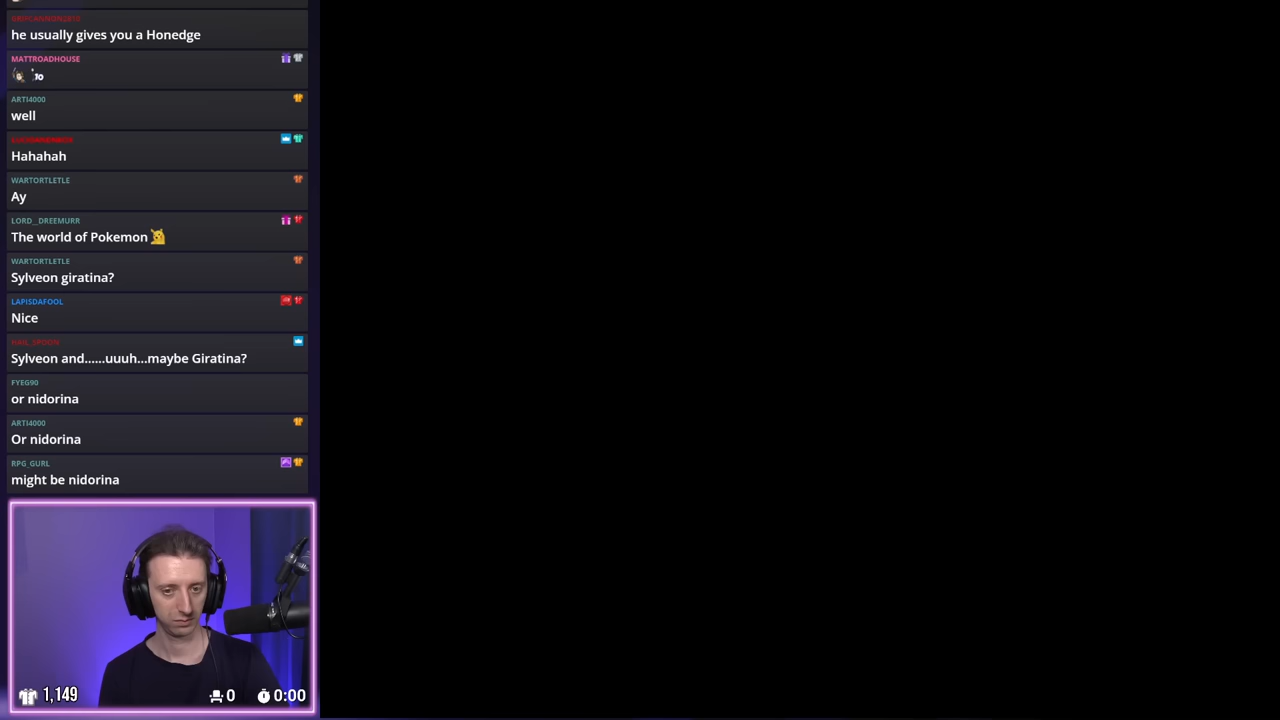 he usually gives you a Honedge
MATTROADHOUSE
ARTI4000
well
Hahahah
WARTORTLETLE
Ay
LORD_DREEMURR
The world of Pokemon
WARTORTLETLE
Sylveon giratina?
LAPISDAFOOL
Nice
HAIL_SPOON
Sylveon and......uuuh...maybe Giratina?
FYEG90
or nidorina
ARTI4000
Or nidorina
RPG_GURL
might be nidorina
1,149
0
0:00